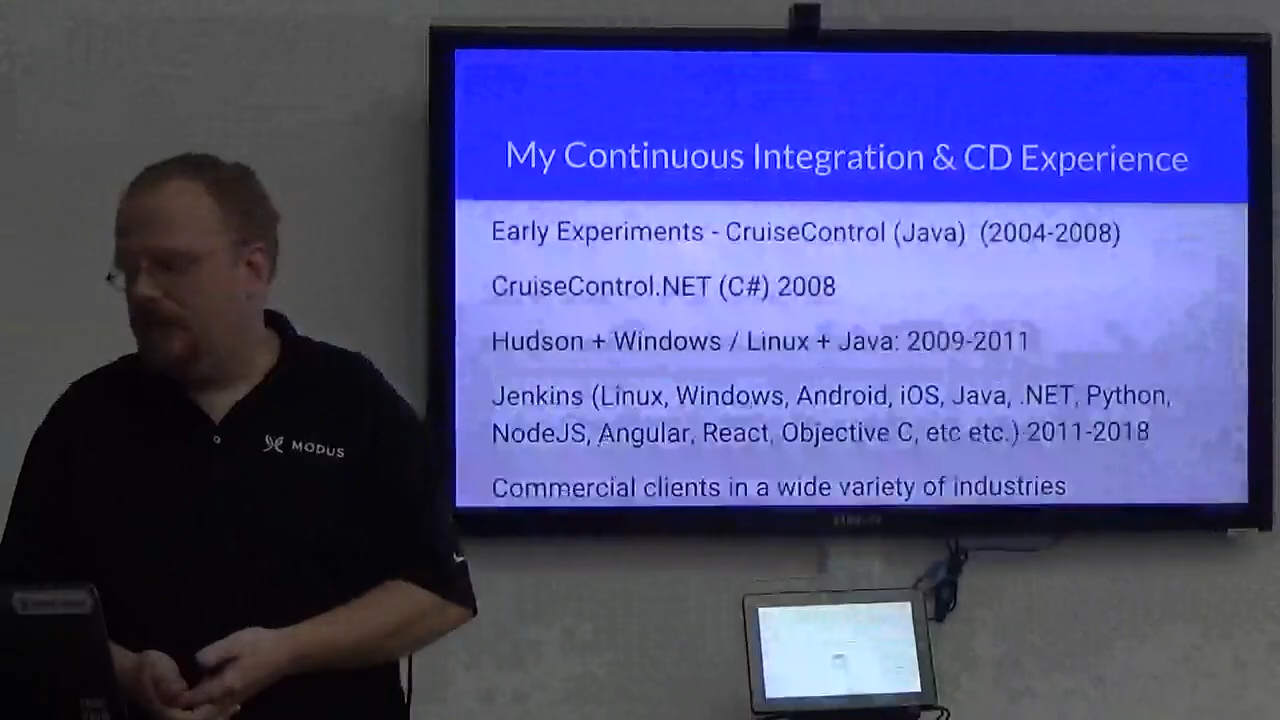 My Continuous Integration & CD Experience
Early Experiments - CruiseControl (Java) (2004-2008)
CruiseControl.NET (C#) 2008
Hudson + Windows / Linux + Java: 2009-2011
Jenkins (Linux, Windows, Android, iOS, Java, .NET, Python,
NodeJS, Angular, React, Objective C, etc etc.) 2011-2018
Commercial clients in a wide variety of industries
MODUS